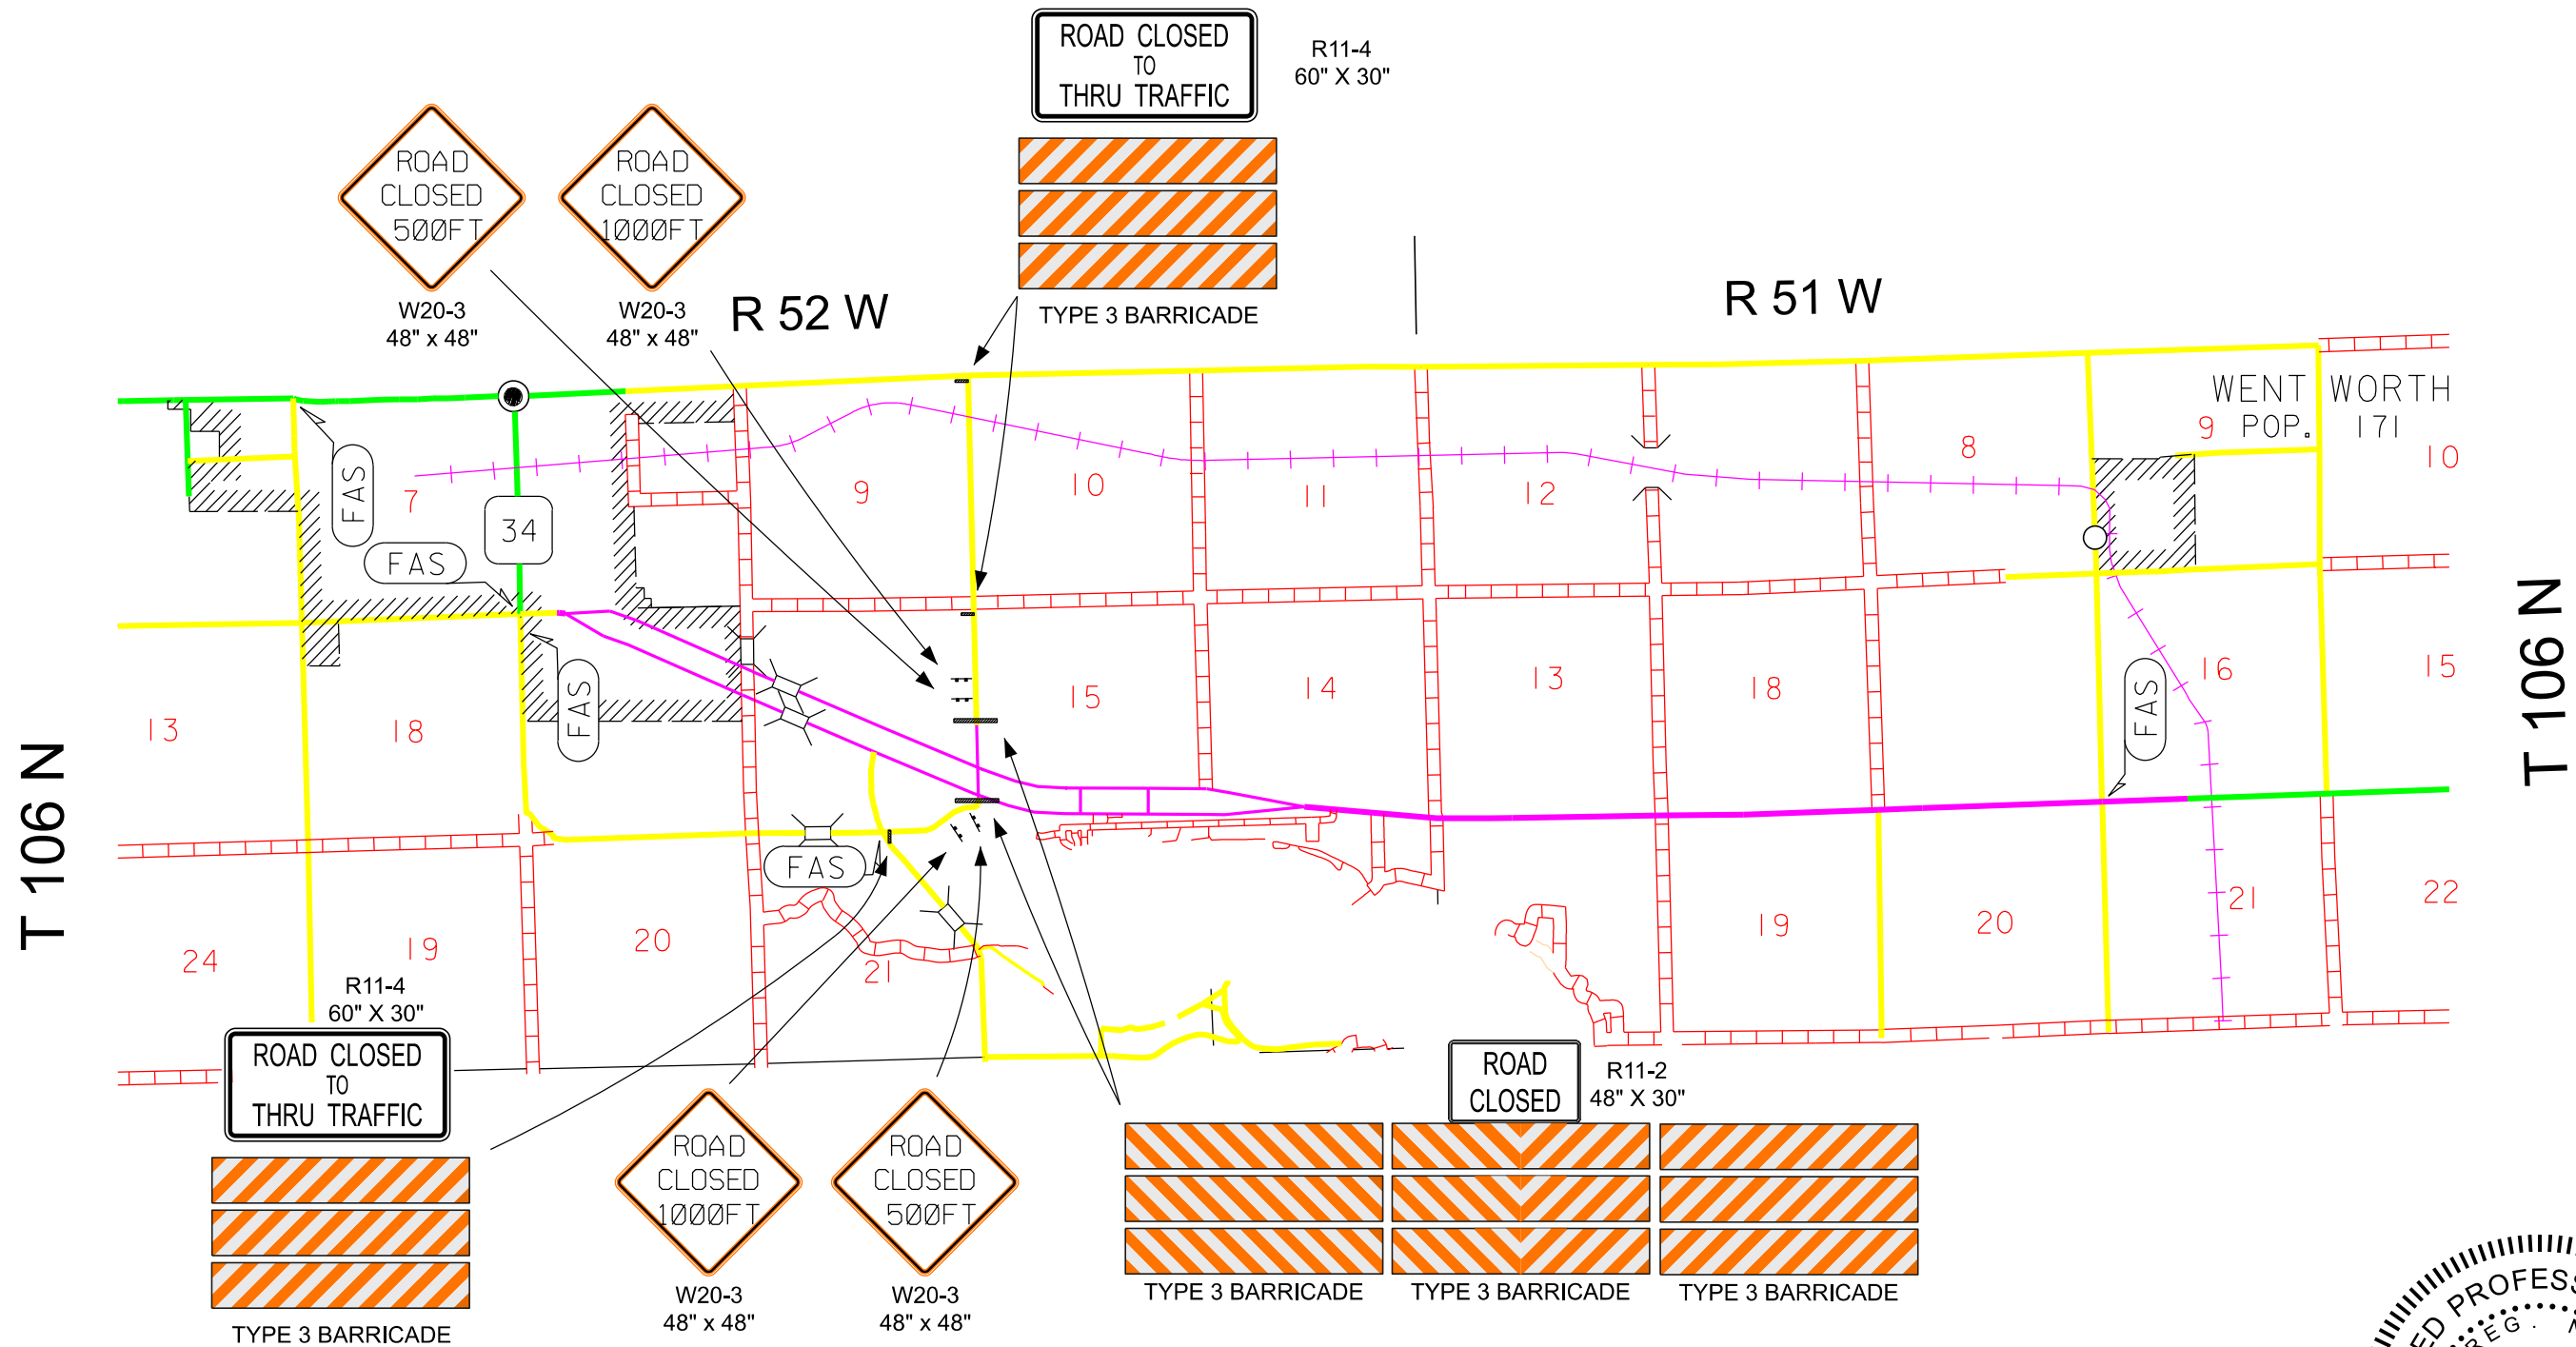 ROAD CLOSED
TO
THRU TRAFFIC
R11-4
60" X 30"
TYPE 3 BARRICADE
ROAD
CLOSED
500FT
W20-3
48" x 48"
ROAD
CLOSED
1000FT
W20-3
48" x 48"
R 52 W
R 51 W
WENT WORTH
POP. 171
FAS
7
FAS
34
9
10
11
12
8
9
10
T 106 N
T 106 N
13
18
FAS
15
14
13
18
FAS
16
15
24
19
20
FAS
21
19
20
21
22
R11-4
60" X 30"
ROAD CLOSED
TO
THRU TRAFFIC
TYPE 3 BARRICADE
ROAD
CLOSED
1000FT
W20-3
48" x 48"
ROAD
CLOSED
500FT
W20-3
48" x 48"
ROAD
CLOSED
R11-2
48" X 30"
TYPE 3 BARRICADE
TYPE 3 BARRICADE
TYPE 3 BARRICADE
ED PROFESS
REG.